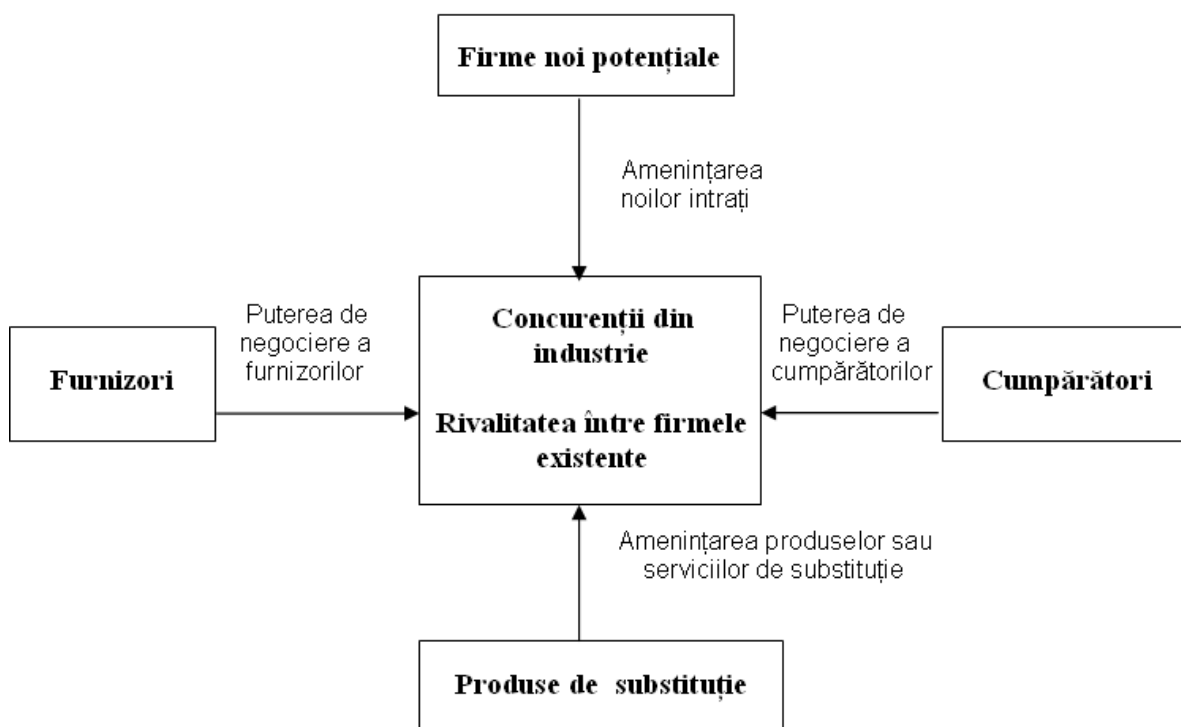 Firme noi potențiale
Amenințarea
noilor intrați
Puterea de
negociere a
furnizorilor
Furnizori
Concurenții din
industrie
Rivalitatea între firmele
existente
Puterea de
negociere a
cumpărătorilor
Cumpărători
Amenințarea produselor sau
serviciilor de substituție
Produse de substituție